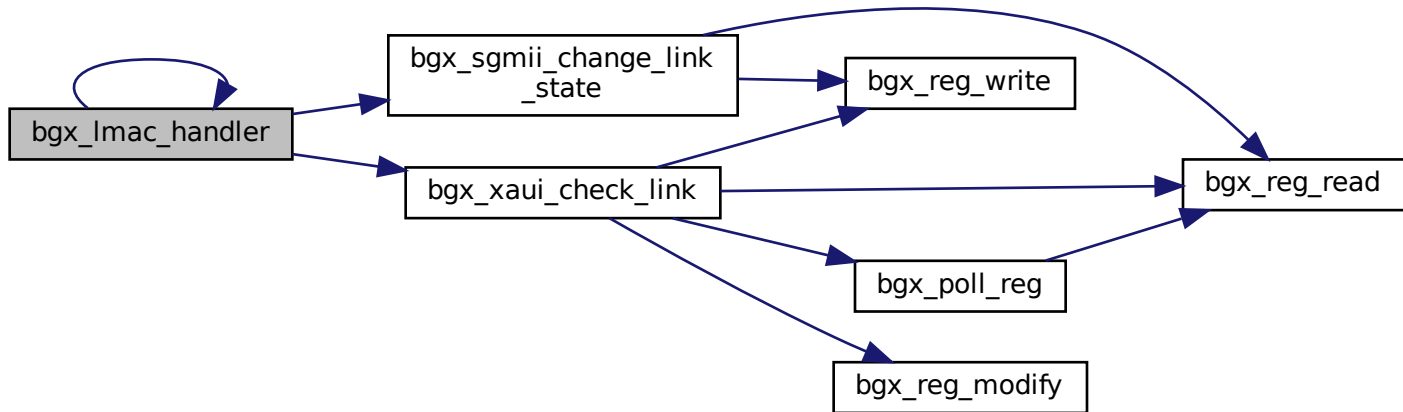 bgx_lmac_handler
bgx_sgmii_change_link
_state
bgx_xaui_check_link
bgx_reg_write
bgx_reg_read
bgx_poll_reg
bgx_reg_modify